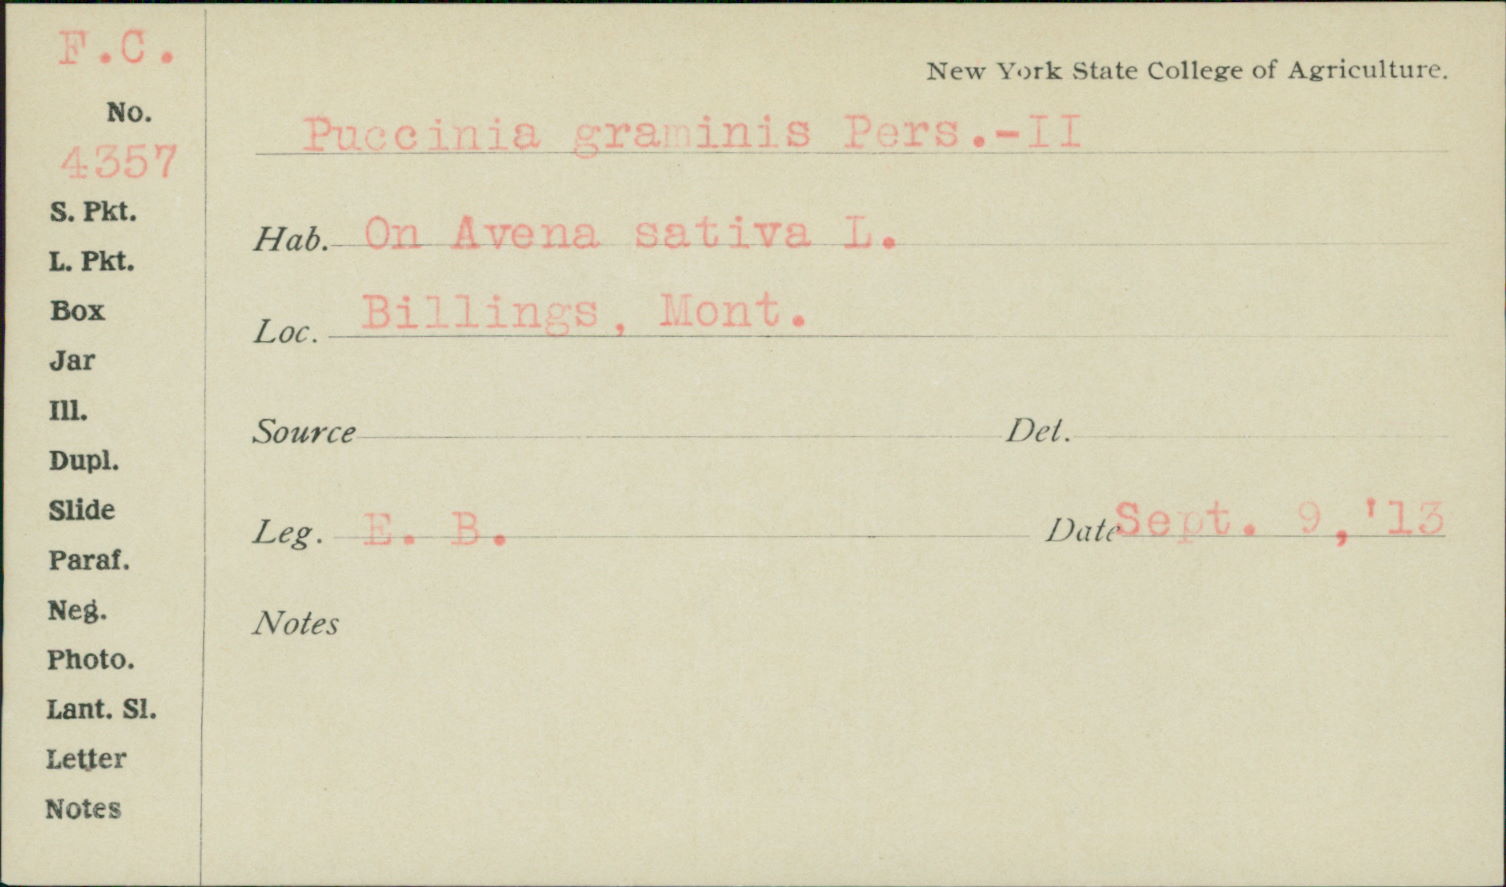 F.C.
No.
4357
S. Pkt.
L. Pkt.
Box
Jar
Ill.
Dupl.
Slide
Paraf.
Neg.
Photo.
Lant. Sl.
Letter
Notes
New York State College of Agriculture.
Puccinia graminis Pers.-II
Hab. On Avena sativa L.
Loc. Billings, Mont.
Source Det.
Leg. E. B. Date Sept. 9,'13
Notes